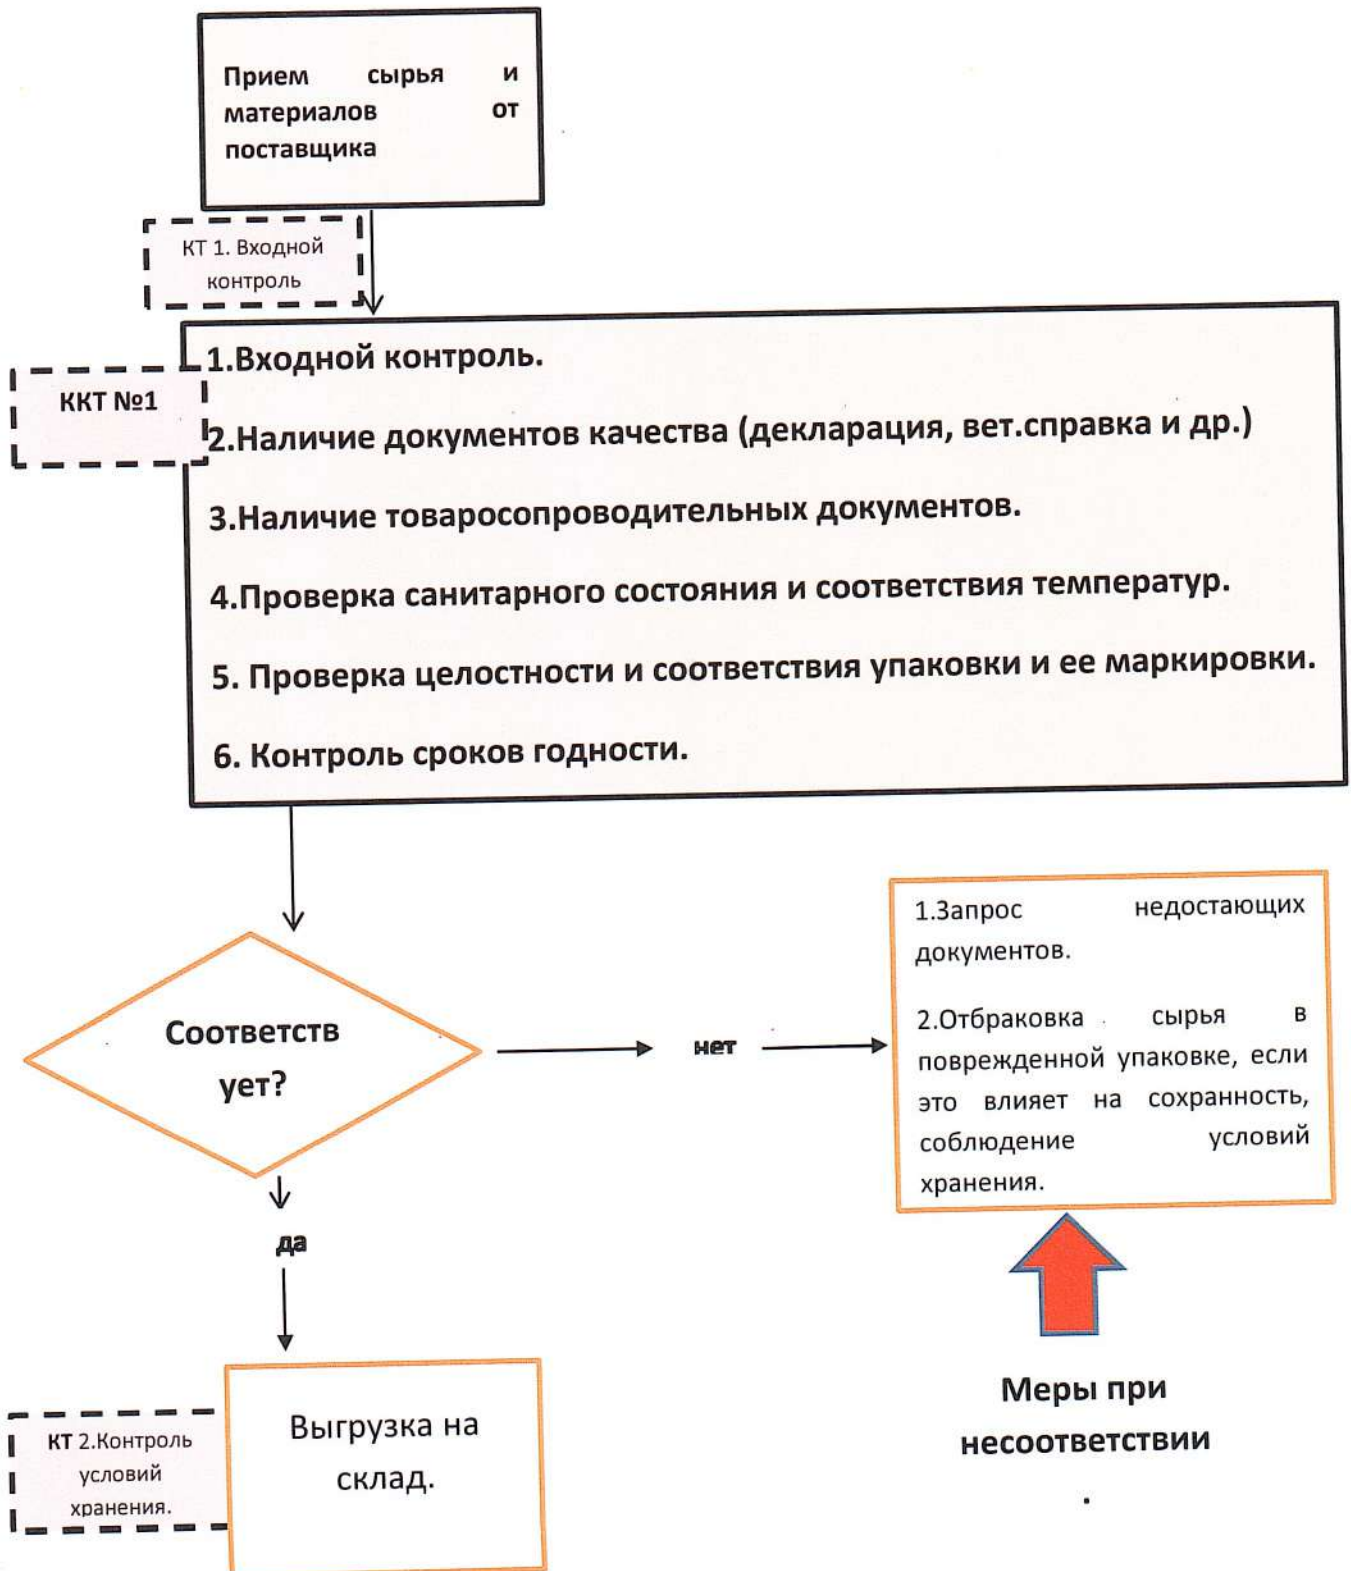 Прием сырья и
материалов от
поставщика
КТ 1. Входной
контроль
ККТ №1
1.Входной контроль.
2.Наличие документов качества (декларация, вет.справка и др.)
3.Наличие товаросопроводительных документов.
4.Проверка санитарного состояния и соответствия температур.
5. Проверка целостности и соответствия упаковки и ее маркировки.
6. Контроль сроков годности.
Соответств
ует?
нет
1.Запрос недостающих
документов.
2.Отбраковка сырья в
поврежденной упаковке, если
это влияет на сохранность,
соблюдение условий
хранения.
да
Меры при
несоответствии
.
КТ 2.Контроль
условий
хранения.
Выгрузка на
склад.